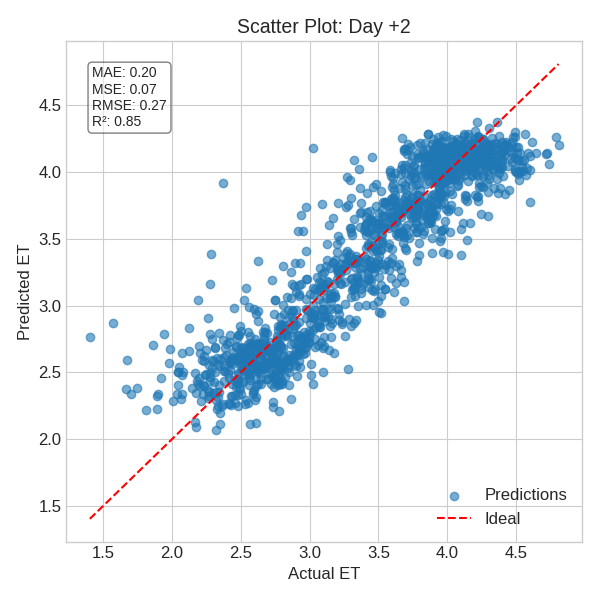 Scatter Plot: Day +2
MAE: 0.20
MSE: 0.07
RMSE: 0.27
R²: 0.85
4.5
4.0
3.5
3.0
2.5
2.0
1.5
Predicted ET
Predictions
Ideal
1.5 2.0 2.5 3.0 3.5 4.0 4.5
Actual ET